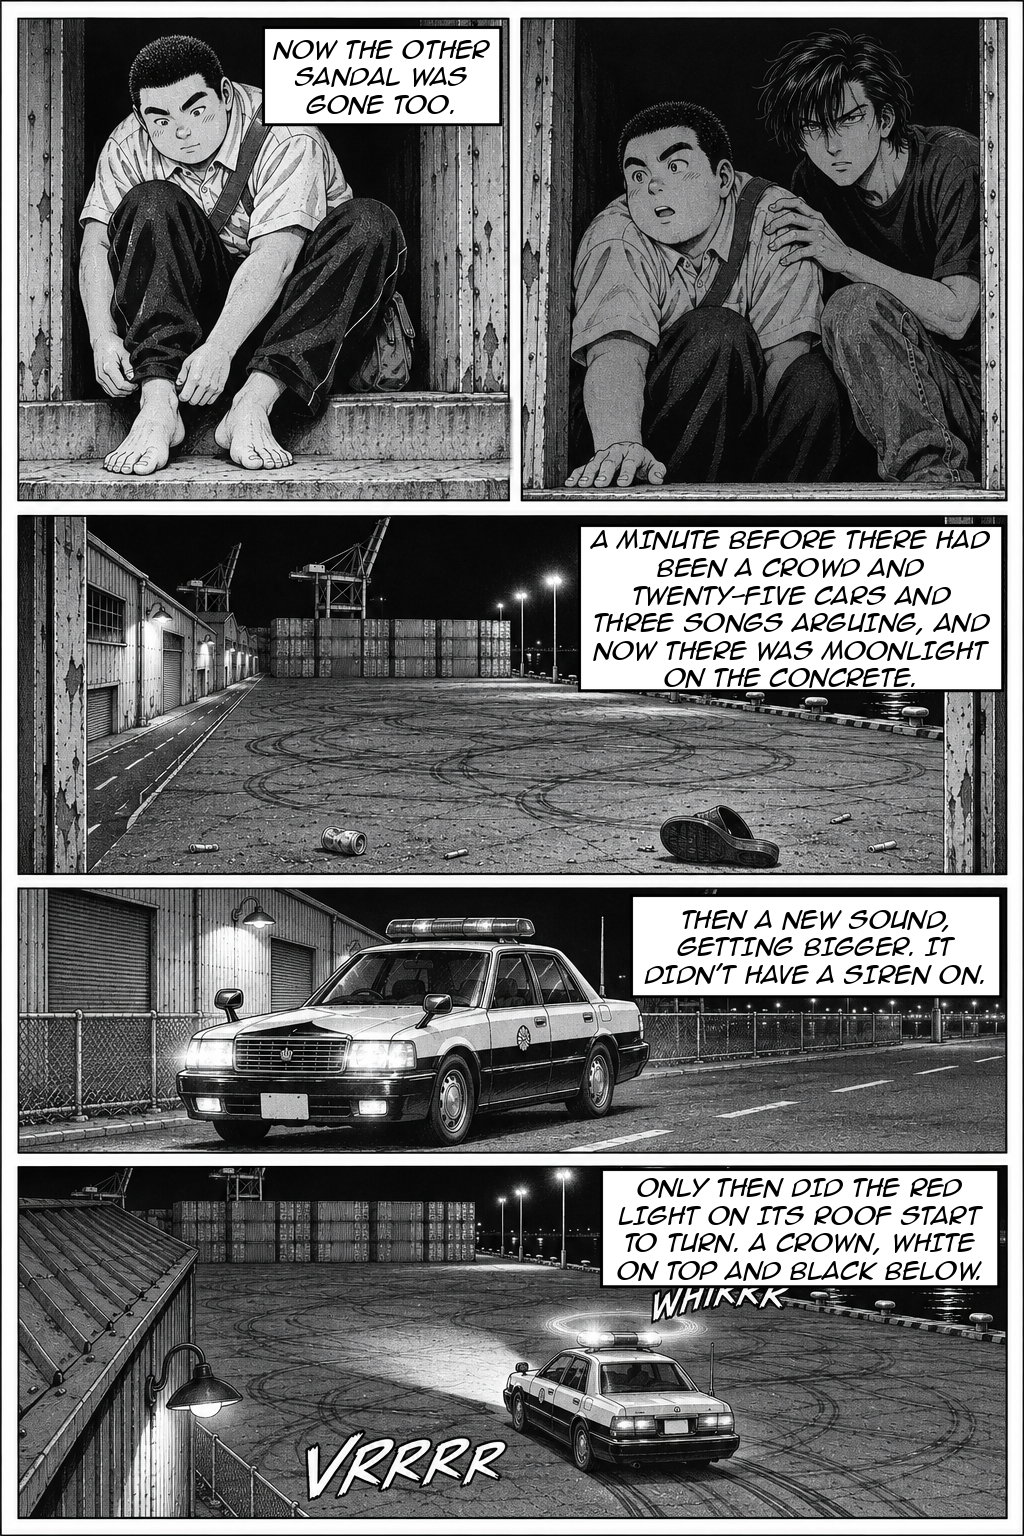 NOW THE OTHER
SANDAL WAS
GONE TOO.
A MINUTE BEFORE THERE HAD
BEEN A CROWD AND
TWENTY-FIVE CARS AND
THREE SONGS ARGUING, AND
NOW THERE WAS MOONLIGHT
ON THE CONCRETE.
THEN A NEW SOUND,
GETTING BIGGER. IT
DIDN'T HAVE A SIREN ON.
ONLY THEN DID THE RED
LIGHT ON ITS ROOF START
TO TURN. A CROWN, WHITE
ON TOP AND BLACK BELOW.
WHIRRR
VRRRR